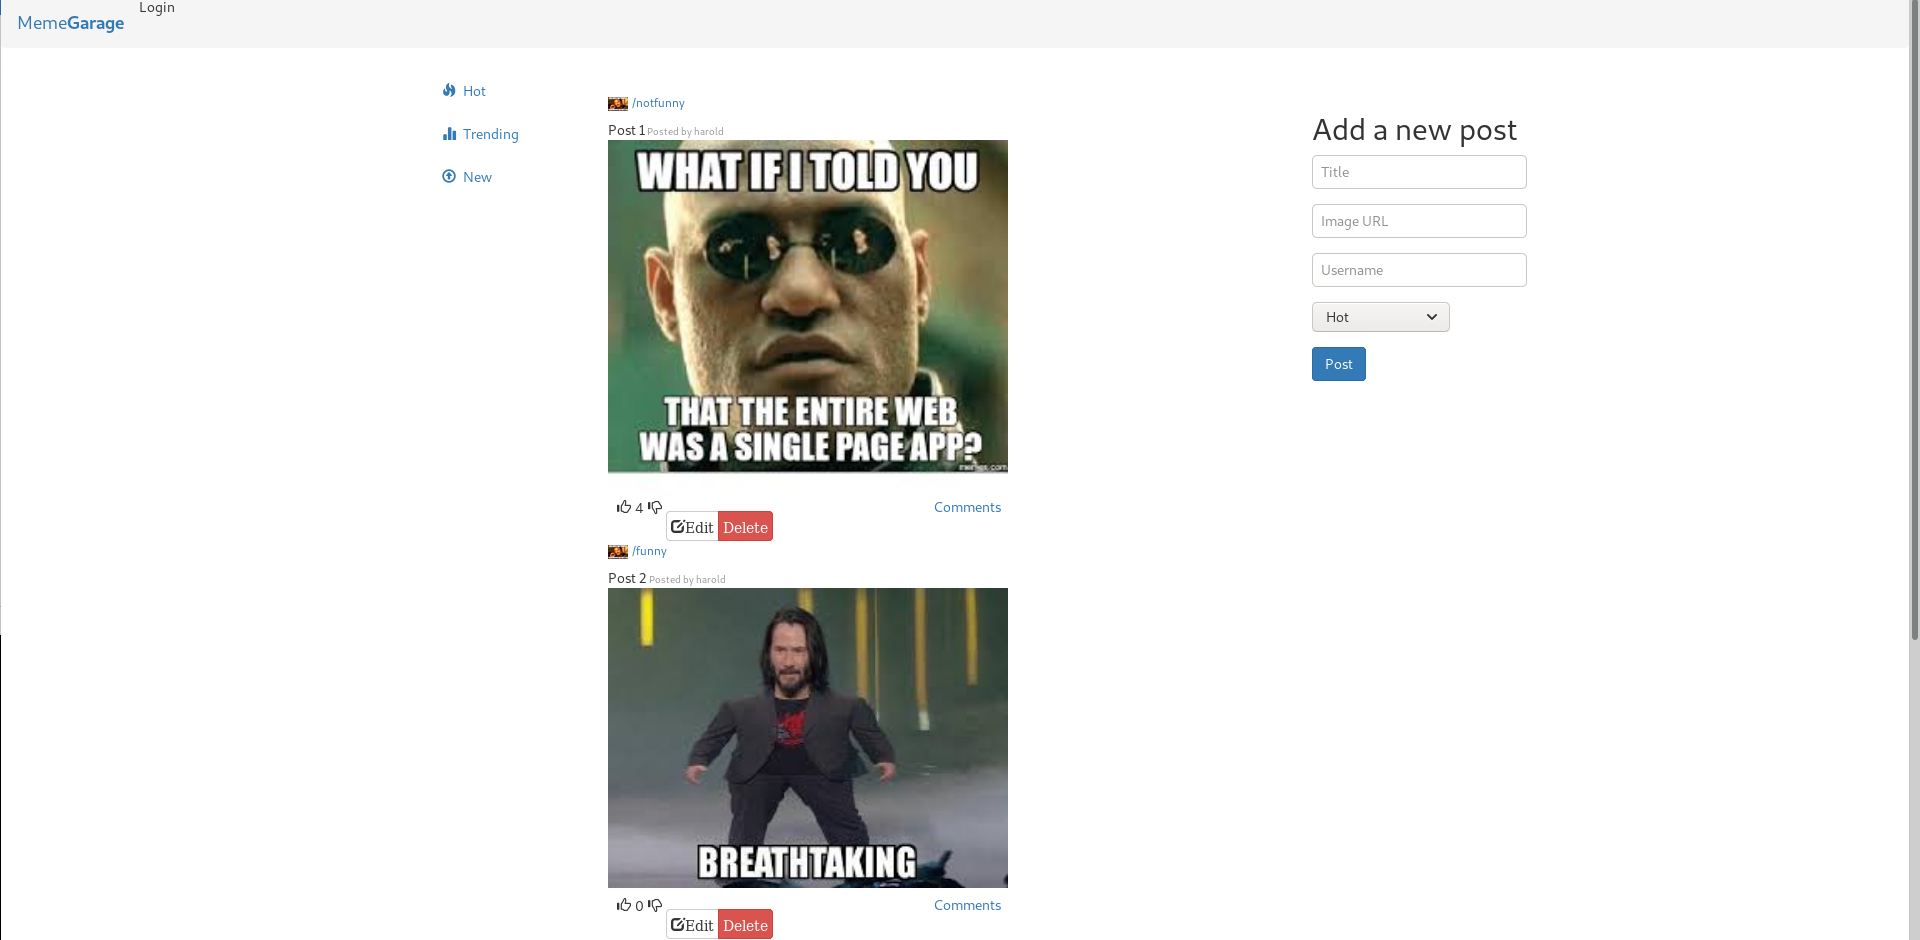 MemeGarage
Login
Hot
Trending
New
/notfunny
Post 1 Posted by harold
WHAT IF I TOLD YOU
THAT THE ENTIRE WEB
WAS A SINGLE PAGE APP?
4
Comments
Edit
Delete
/funny
Post 2 Posted by harold
BREATHTAKING
0
Comments
Edit
Delete
Add a new post
Title
Image URL
Username
Hot
Post